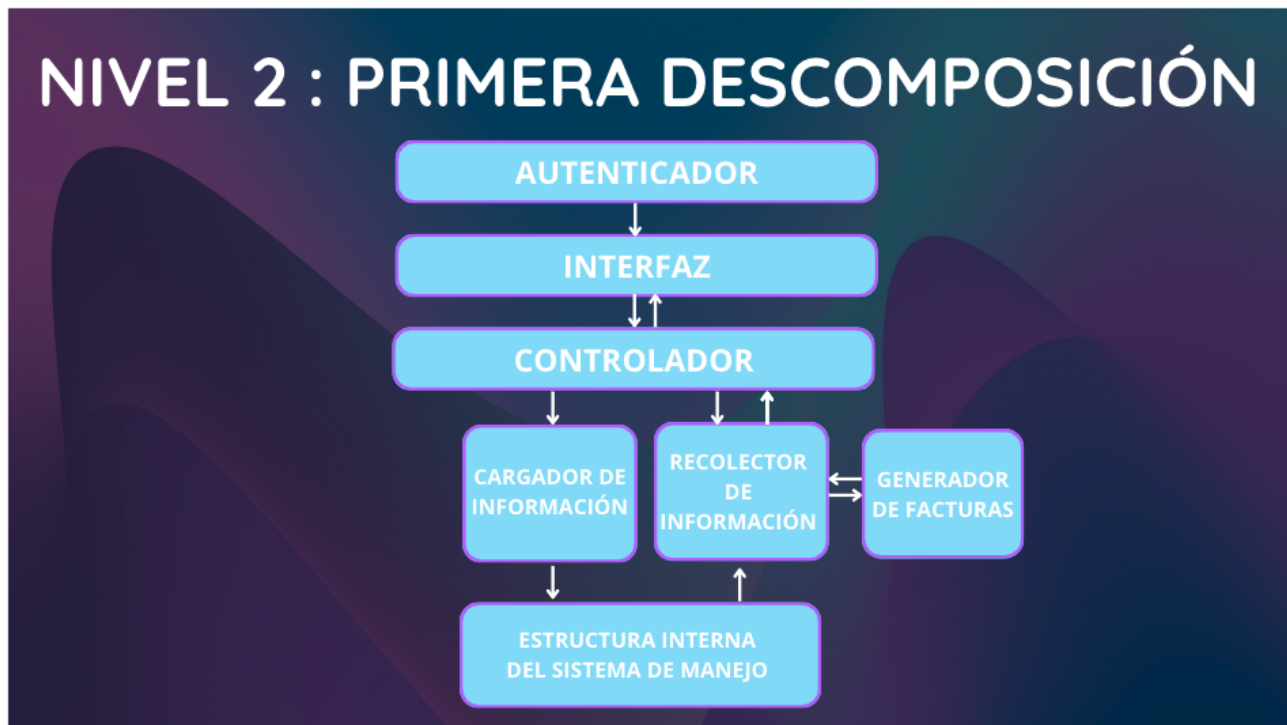 NIVEL 2 : PRIMERA DESCOMPOSICIÓN
AUTENTICADOR
INTERFAZ
CONTROLADOR
CARGADOR DE
INFORMACIÓN
RECOLECTOR
DE
INFORMACIÓN
GENERADOR
DE FACTURAS
ESTRUCTURA INTERNA
DEL SISTEMA DE MANEJO